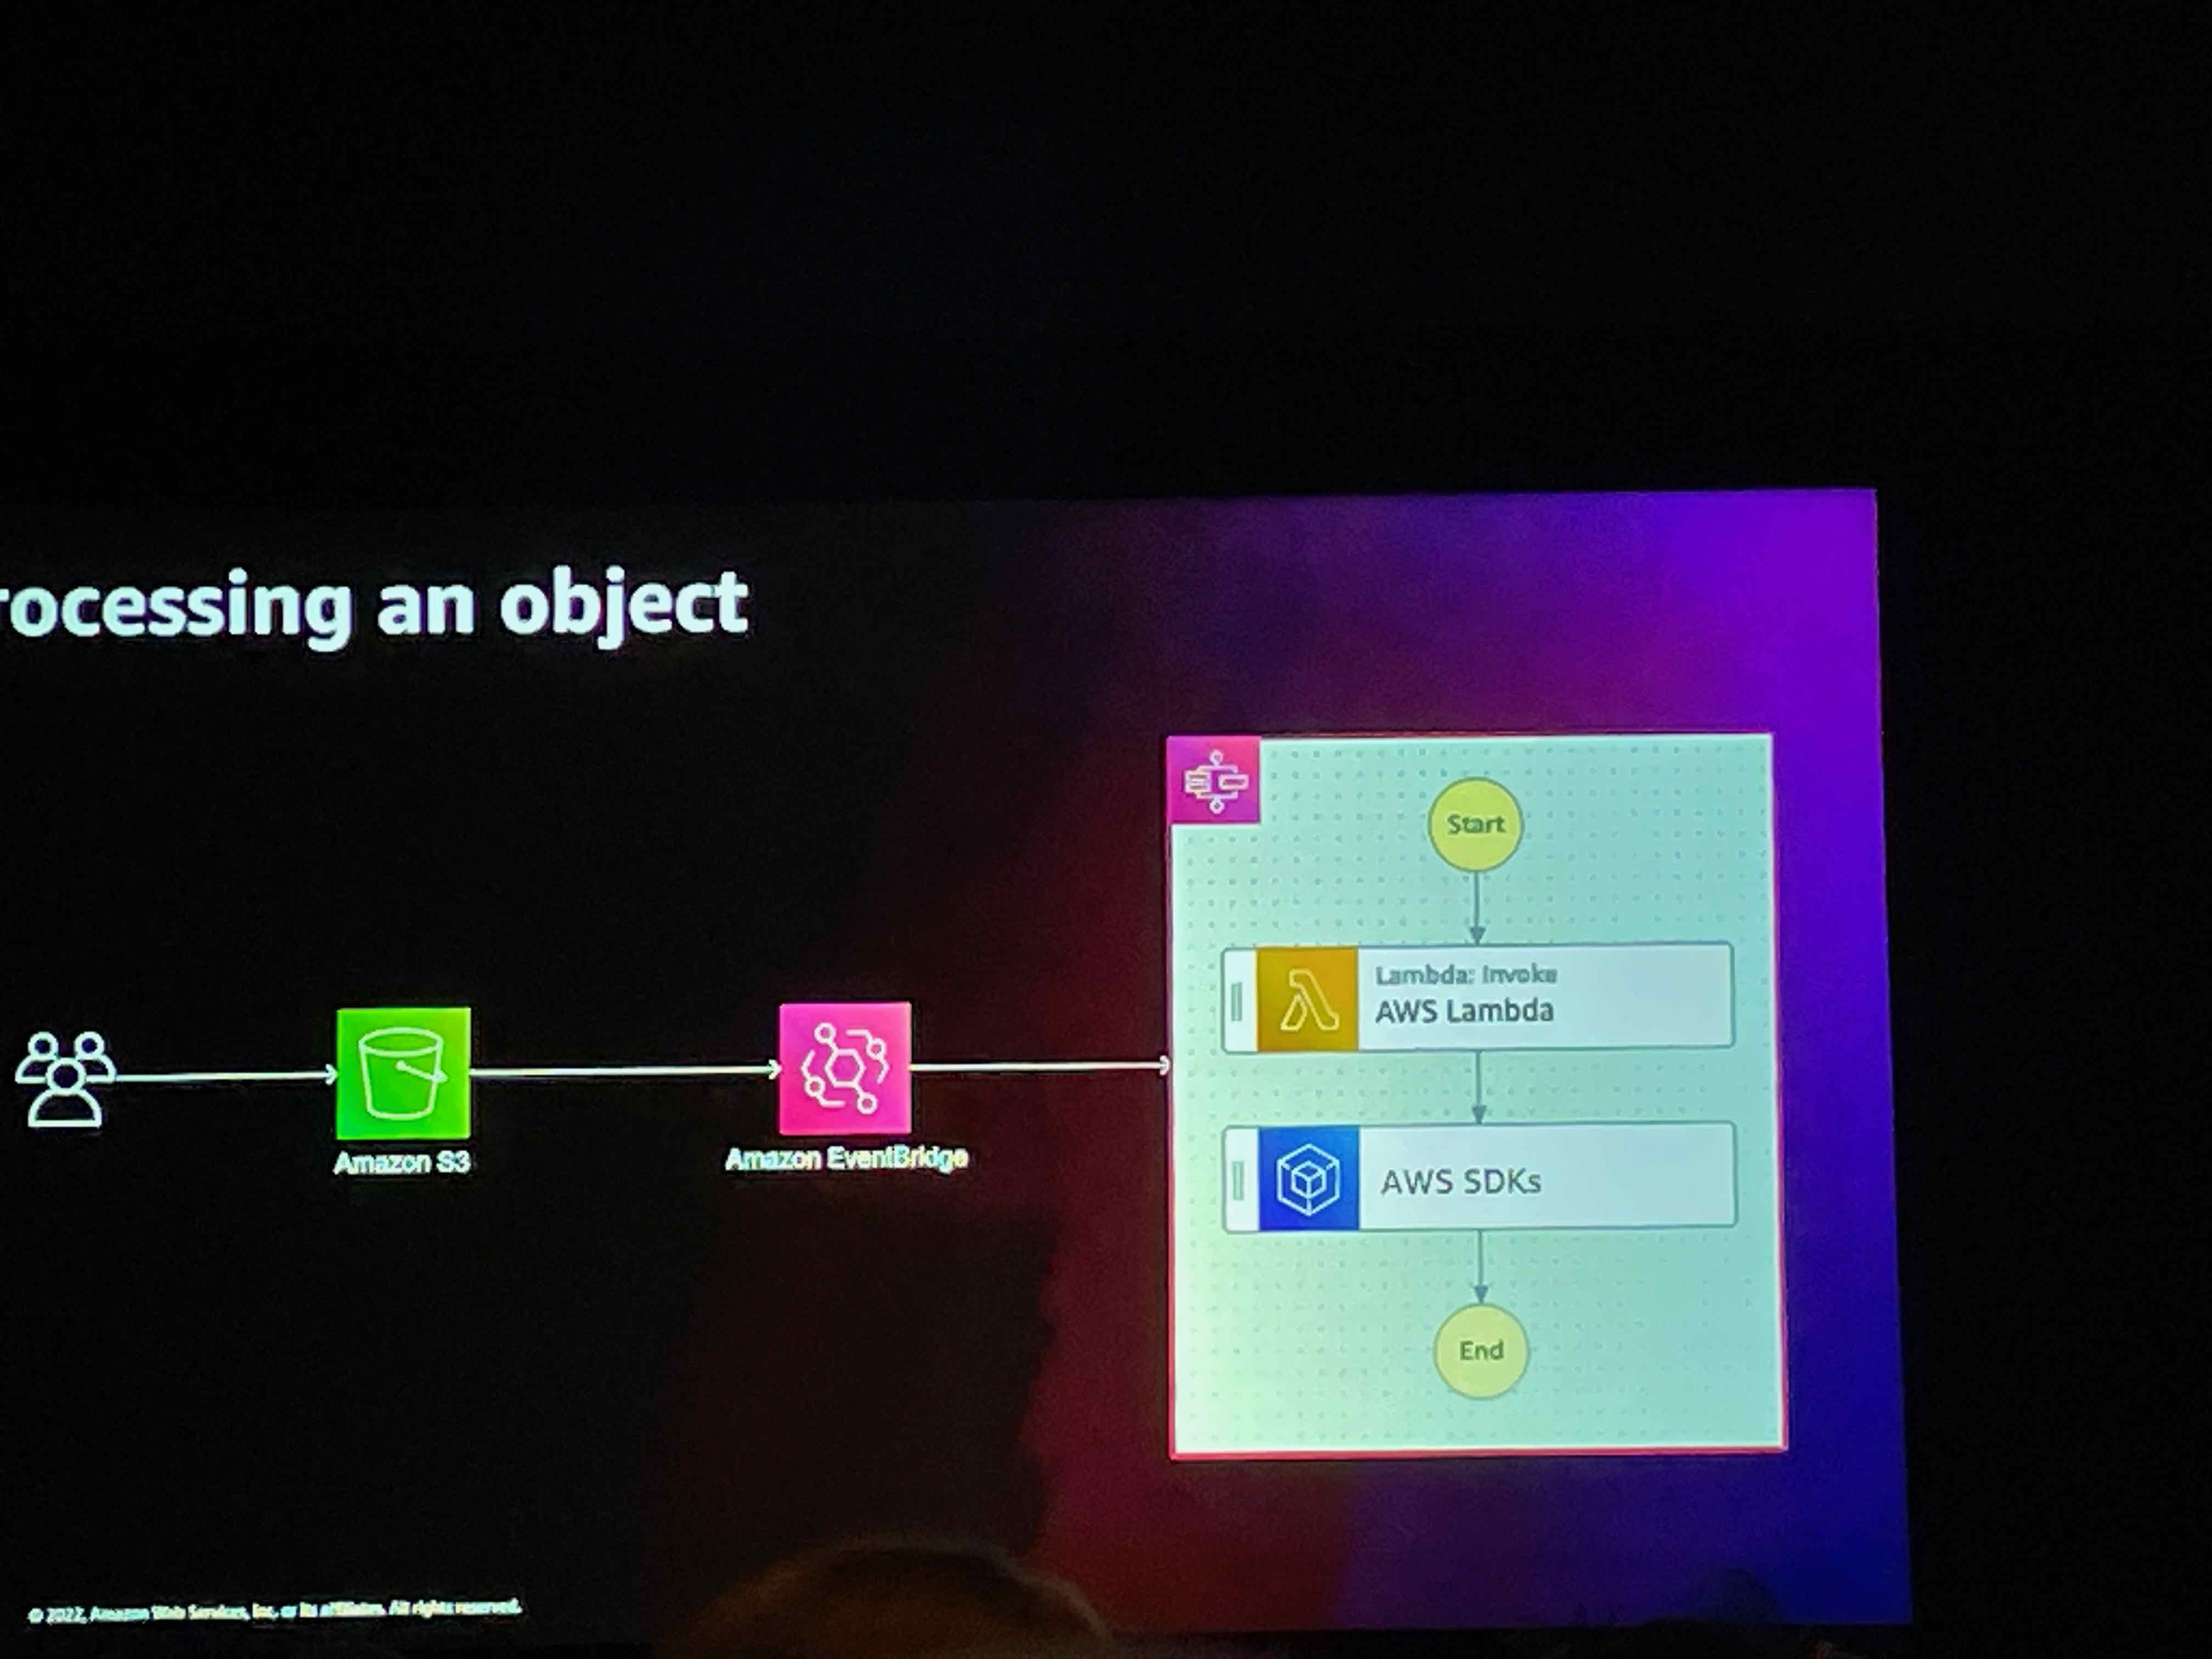 rocessing an object
Start
Lambda: Invoke
AWS Lambda
Amazon S3
Amazon EventBridge
AWS SDKs
End
© 2022, Amazon Web Services, Inc. or its affiliates. All rights reserved.